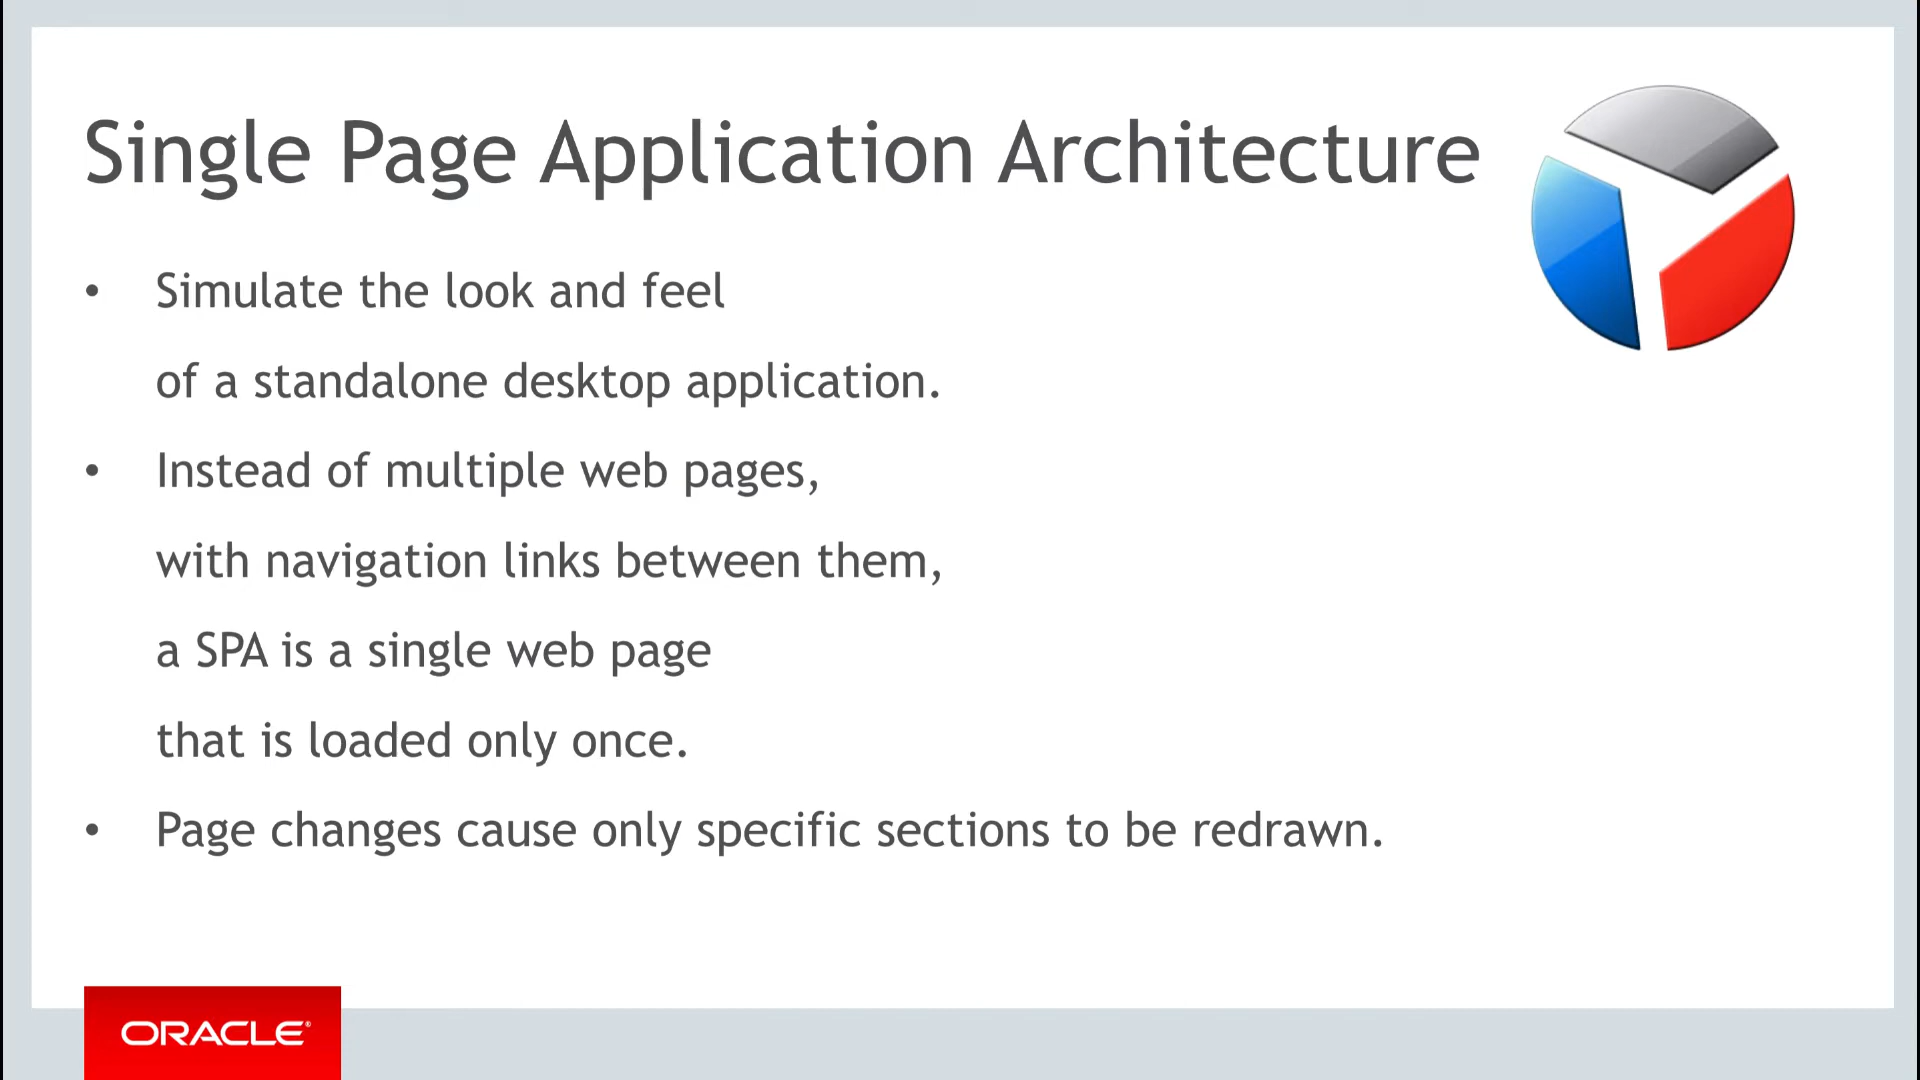 Single Page Application Architecture
• Simulate the look and feel
of a standalone desktop application.
• Instead of multiple web pages,
with navigation links between them,
a SPA is a single web page
that is loaded only once.
• Page changes cause only specific sections to be redrawn.
ORACLE®